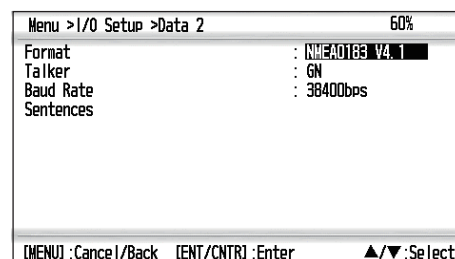 Menu >I/O Setup >Data 2 60%
Format : NMEA0183 V4.1
Talker : GN
Baud Rate : 38400bps
Sentences
[MENU] :Cancel/Back [ENT/CNTR] :Enter ▲/▼ :Select